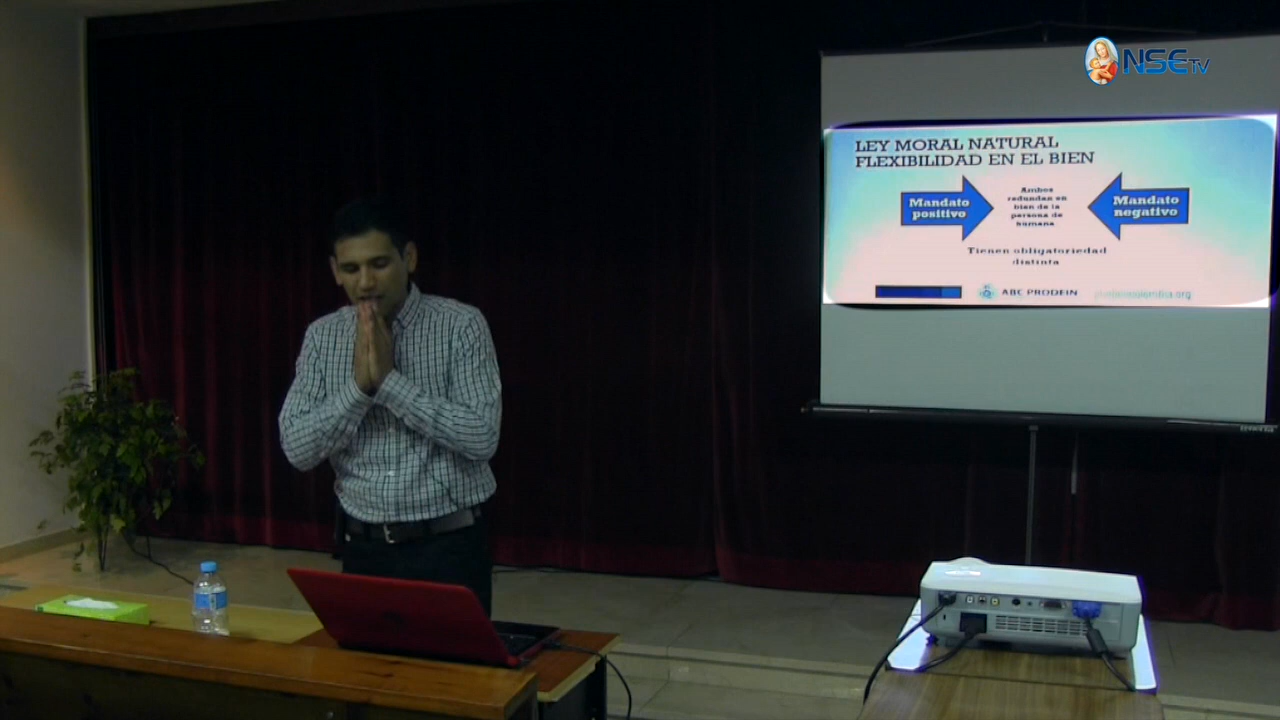 NSETV
LEY MORAL NATURAL
FLEXIBILIDAD EN EL BIEN
Mandato
positivo
Ambos
redundan en
bien de la
persona de
humana
Mandato
negativo
Tienen obligatoriedad
distinta
ABC PRODEIN